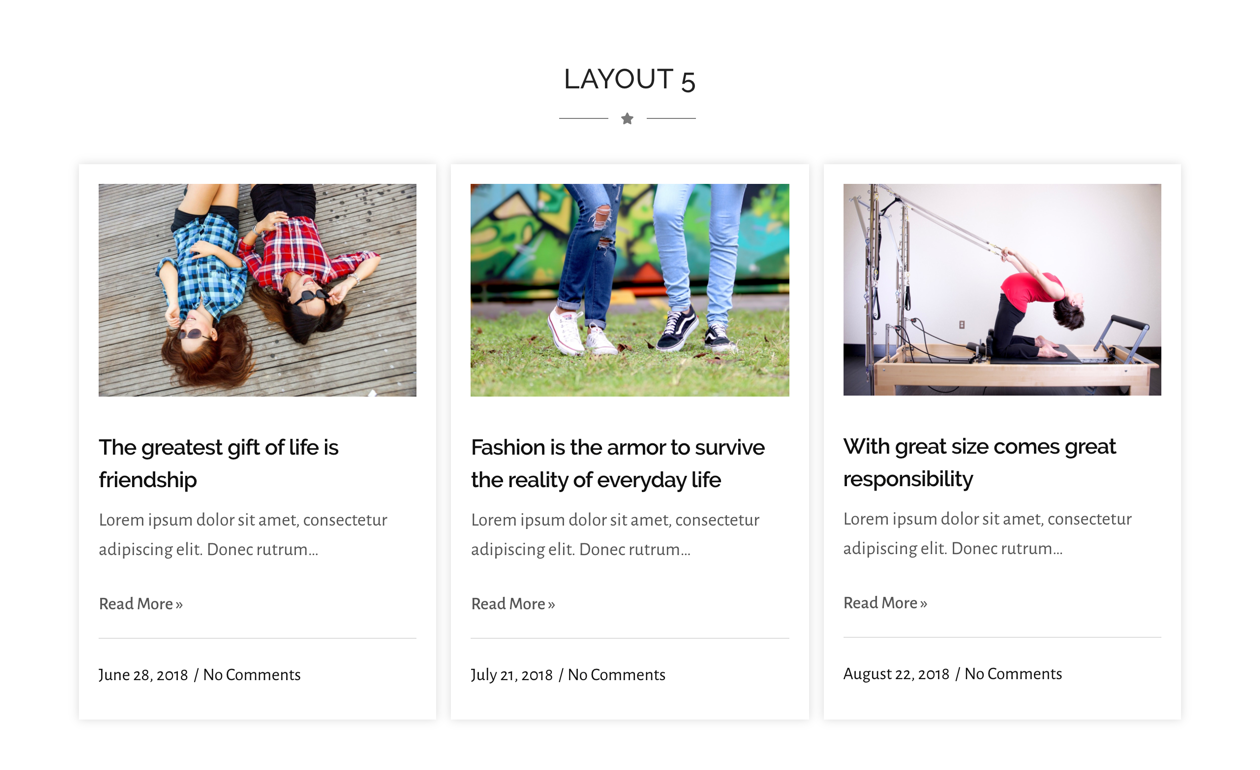 LAYOUT 5
The greatest gift of life is
friendship
Lorem ipsum dolor sit amet, consectetur
adipiscing elit. Donec rutrum...
Read More »
June 28, 2018 / No Comments
Fashion is the armor to survive
the reality of everyday life
Lorem ipsum dolor sit amet, consectetur
adipiscing elit. Donec rutrum...
Read More »
July 21, 2018 / No Comments
With great size comes great
responsibility
Lorem ipsum dolor sit amet, consectetur
adipiscing elit. Donec rutrum...
Read More »
August 22, 2018 / No Comments